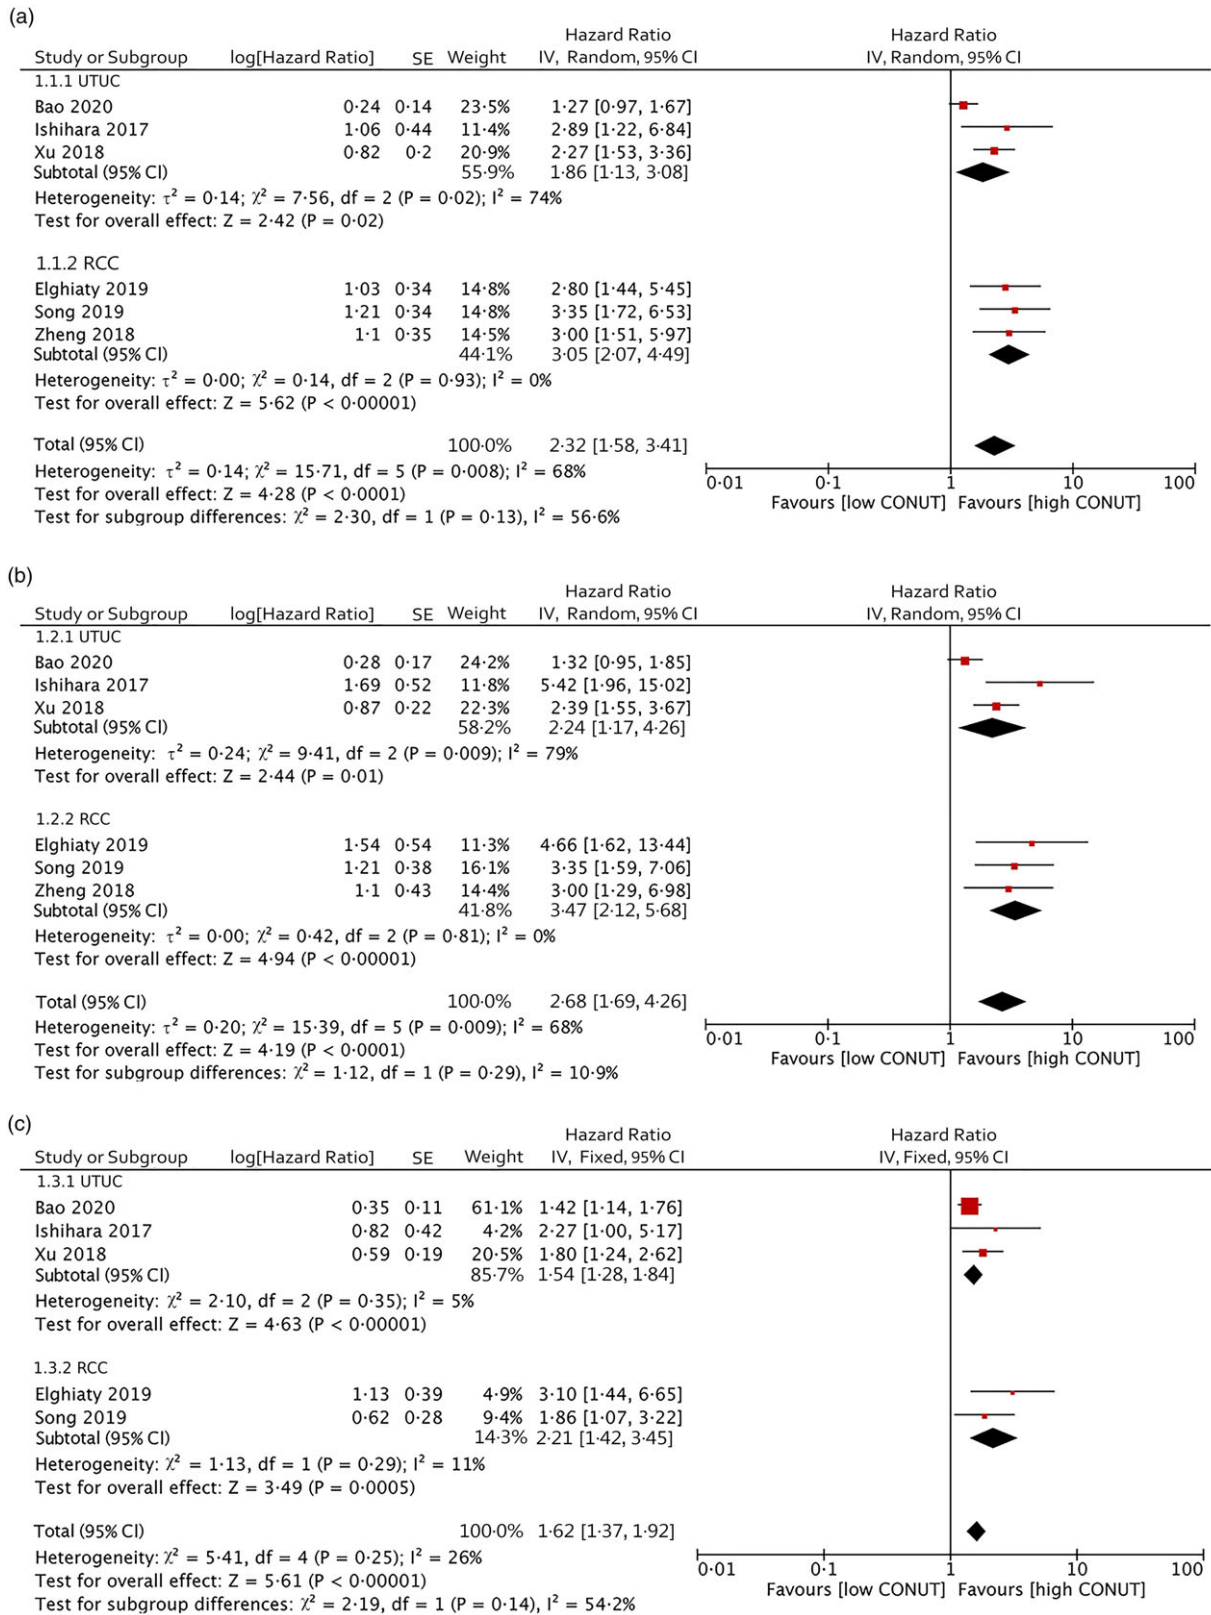 (a)
Hazard Ratio Hazard Ratio
Study or Subgroup log[Hazard Ratio] SE Weight IV, Random, 95% CI IV, Random, 95% CI
1.1.1 UTUC
Bao 2020 0·24 0·14 23·5% 1·27 [0·97, 1·67]
Ishihara 2017 1·06 0·44 11·4% 2·89 [1·22, 6·84]
Xu 2018 0·82 0·2 20·9% 2·27 [1·53, 3·36]
Subtotal (95% CI) 55·9% 1·86 [1·13, 3·08]
Heterogeneity: τ² = 0·14; χ² = 7·56, df = 2 (P = 0·02); I² = 74%
Test for overall effect: Z = 2·42 (P = 0·02)
1.1.2 RCC
Elghiaty 2019 1·03 0·34 14·8% 2·80 [1·44, 5·45]
Song 2019 1·21 0·34 14·8% 3·35 [1·72, 6·53]
Zheng 2018 1·1 0·35 14·5% 3·00 [1·51, 5·97]
Subtotal (95% CI) 44·1% 3·05 [2·07, 4·49]
Heterogeneity: τ² = 0·00; χ² = 0·14, df = 2 (P = 0·93); I² = 0%
Test for overall effect: Z = 5·62 (P < 0·00001)
Total (95% CI) 100·0% 2·32 [1·58, 3·41]
Heterogeneity: τ² = 0·14; χ² = 15·71, df = 5 (P = 0·008); I² = 68%
Test for overall effect: Z = 4·28 (P < 0·0001)
Test for subgroup differences: χ² = 2·30, df = 1 (P = 0·13), I² = 56·6%
0·01 0·1 1 10 100
Favours [low CONUT] Favours [high CONUT]
(b)
Hazard Ratio Hazard Ratio
Study or Subgroup log[Hazard Ratio] SE Weight IV, Random, 95% CI IV, Random, 95% CI
1.2.1 UTUC
Bao 2020 0·28 0·17 24·2% 1·32 [0·95, 1·85]
Ishihara 2017 1·69 0·52 11·8% 5·42 [1·96, 15·02]
Xu 2018 0·87 0·22 22·3% 2·39 [1·55, 3·67]
Subtotal (95% CI) 58·2% 2·24 [1·17, 4·26]
Heterogeneity: τ² = 0·24; χ² = 9·41, df = 2 (P = 0·009); I² = 79%
Test for overall effect: Z = 2·44 (P = 0·01)
1.2.2 RCC
Elghiaty 2019 1·54 0·54 11·3% 4·66 [1·62, 13·44]
Song 2019 1·21 0·38 16·1% 3·35 [1·59, 7·06]
Zheng 2018 1·1 0·43 14·4% 3·00 [1·29, 6·98]
Subtotal (95% CI) 41·8% 3·47 [2·12, 5·68]
Heterogeneity: τ² = 0·00; χ² = 0·42, df = 2 (P = 0·81); I² = 0%
Test for overall effect: Z = 4·94 (P < 0·00001)
Total (95% CI) 100·0% 2·68 [1·69, 4·26]
Heterogeneity: τ² = 0·20; χ² = 15·39, df = 5 (P = 0·009); I² = 68%
Test for overall effect: Z = 4·19 (P < 0·0001)
Test for subgroup differences: χ² = 1·12, df = 1 (P = 0·29), I² = 10·9%
0·01 0·1 1 10 100
Favours [low CONUT] Favours [high CONUT]
(c)
Hazard Ratio Hazard Ratio
Study or Subgroup log[Hazard Ratio] SE Weight IV, Fixed, 95% CI IV, Fixed, 95% CI
1.3.1 UTUC
Bao 2020 0·35 0·11 61·1% 1·42 [1·14, 1·76]
Ishihara 2017 0·82 0·42 4·2% 2·27 [1·00, 5·17]
Xu 2018 0·59 0·19 20·5% 1·80 [1·24, 2·62]
Subtotal (95% CI) 85·7% 1·54 [1·28, 1·84]
Heterogeneity: χ² = 2·10, df = 2 (P = 0·35); I² = 5%
Test for overall effect: Z = 4·63 (P < 0·00001)
1.3.2 RCC
Elghiaty 2019 1·13 0·39 4·9% 3·10 [1·44, 6·65]
Song 2019 0·62 0·28 9·4% 1·86 [1·07, 3·22]
Subtotal (95% CI) 14·3% 2·21 [1·42, 3·45]
Heterogeneity: χ² = 1·13, df = 1 (P = 0·29); I² = 11%
Test for overall effect: Z = 3·49 (P = 0·0005)
Total (95% CI) 100·0% 1·62 [1·37, 1·92]
Heterogeneity: χ² = 5·41, df = 4 (P = 0·25); I² = 26%
Test for overall effect: Z = 5·61 (P < 0·00001)
Test for subgroup differences: χ² = 2·19, df = 1 (P = 0·14), I² = 54·2%
0·01 0·1 1 10 100
Favours [low CONUT] Favours [high CONUT]